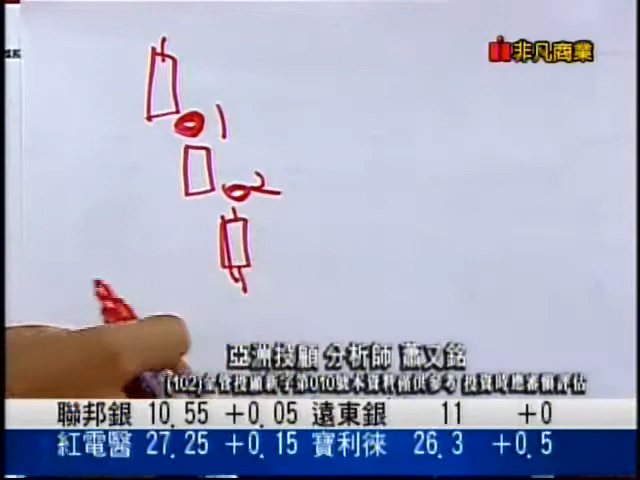 非凡商業
1
2
亞洲投顧 分析師 蕭又銘
(102)金管投顧新字第010號本資料僅供參考 投資時應審慎評估
聯邦銀 10.55 +0.05 遠東銀 11 +0
紅電醫 27.25 +0.15 寶利徠 26.3 +0.5